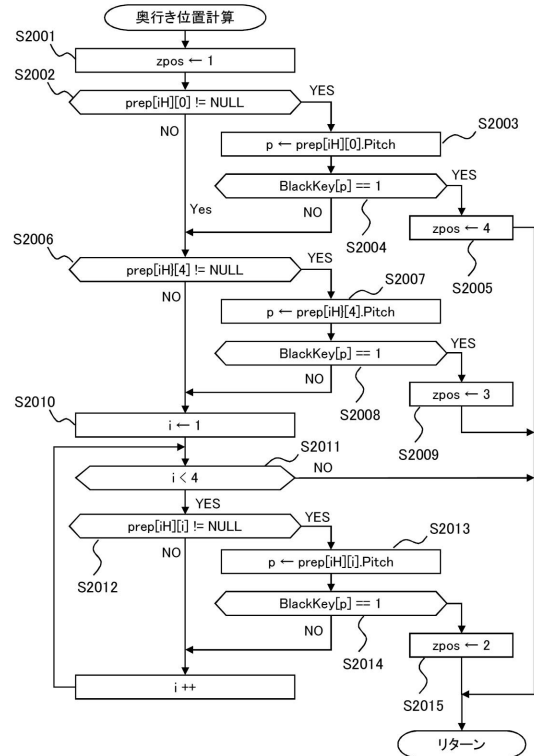 奥行き位置計算
S2001
zpos ← 1
S2002
prep[iH][0] != NULL
YES
NO
S2003
p ← prep[iH][0].Pitch
BlackKey[p] == 1
YES
NO
Yes
S2004
zpos ← 4
S2005
S2006
prep[iH][4] != NULL
YES
NO
S2007
p ← prep[iH][4].Pitch
BlackKey[p] == 1
YES
NO
S2008
zpos ← 3
S2009
S2010
i ← 1
S2011
i < 4
NO
YES
prep[iH][i] != NULL
YES
NO
S2012
S2013
p ← prep[iH][i].Pitch
BlackKey[p] == 1
YES
NO
S2014
zpos ← 2
S2015
i ++
リターン